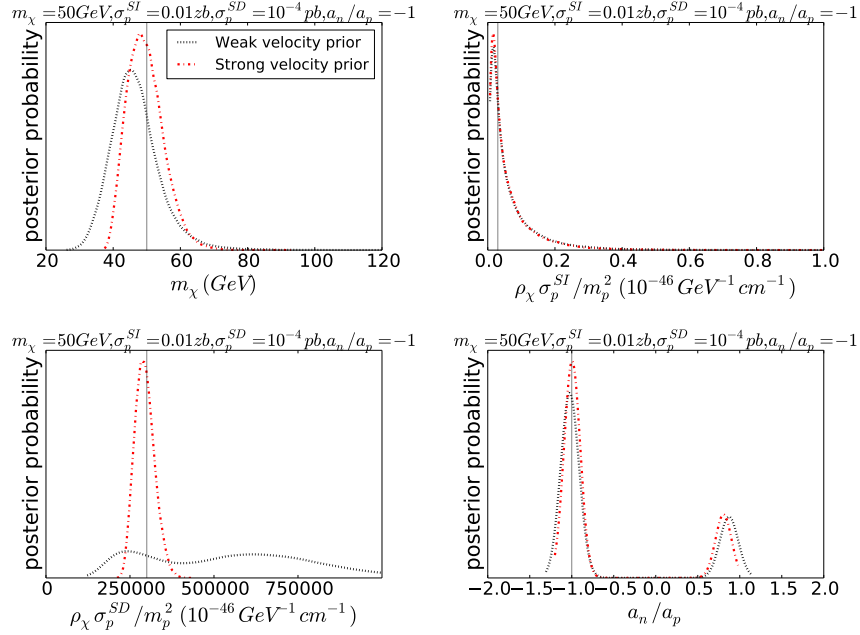 m_χ=50GeV,σ_p^{SI}=0.01zb,σ_p^{SD}=10^{-4}pb,a_n/a_p=−1
Weak velocity prior
Strong velocity prior
posterior probability
20 40 60 80 100 120
m_χ(GeV)
m_χ=50GeV,σ_p^{SI}=0.01zb,σ_p^{SD}=10^{-4}pb,a_n/a_p=−1
posterior probability
0.0 0.2 0.4 0.6 0.8 1.0
ρ_χ σ_p^{SI}/m_p^2 (10^{-46} GeV^{-1} cm^{-1})
m_χ=50GeV,σ_p^{SI}=0.01zb,σ_p^{SD}=10^{-4}pb,a_n/a_p=−1
posterior probability
0 250000 500000 750000
ρ_χ σ_p^{SD}/m_p^2 (10^{-46} GeV^{-1} cm^{-1})
m_χ=50GeV,σ_p^{SI}=0.01zb,σ_p^{SD}=10^{-4}pb,a_n/a_p=−1
posterior probability
−2.0 −1.5 −1.0 −0.5 0.0 0.5 1.0 1.5 2.0
a_n/a_p